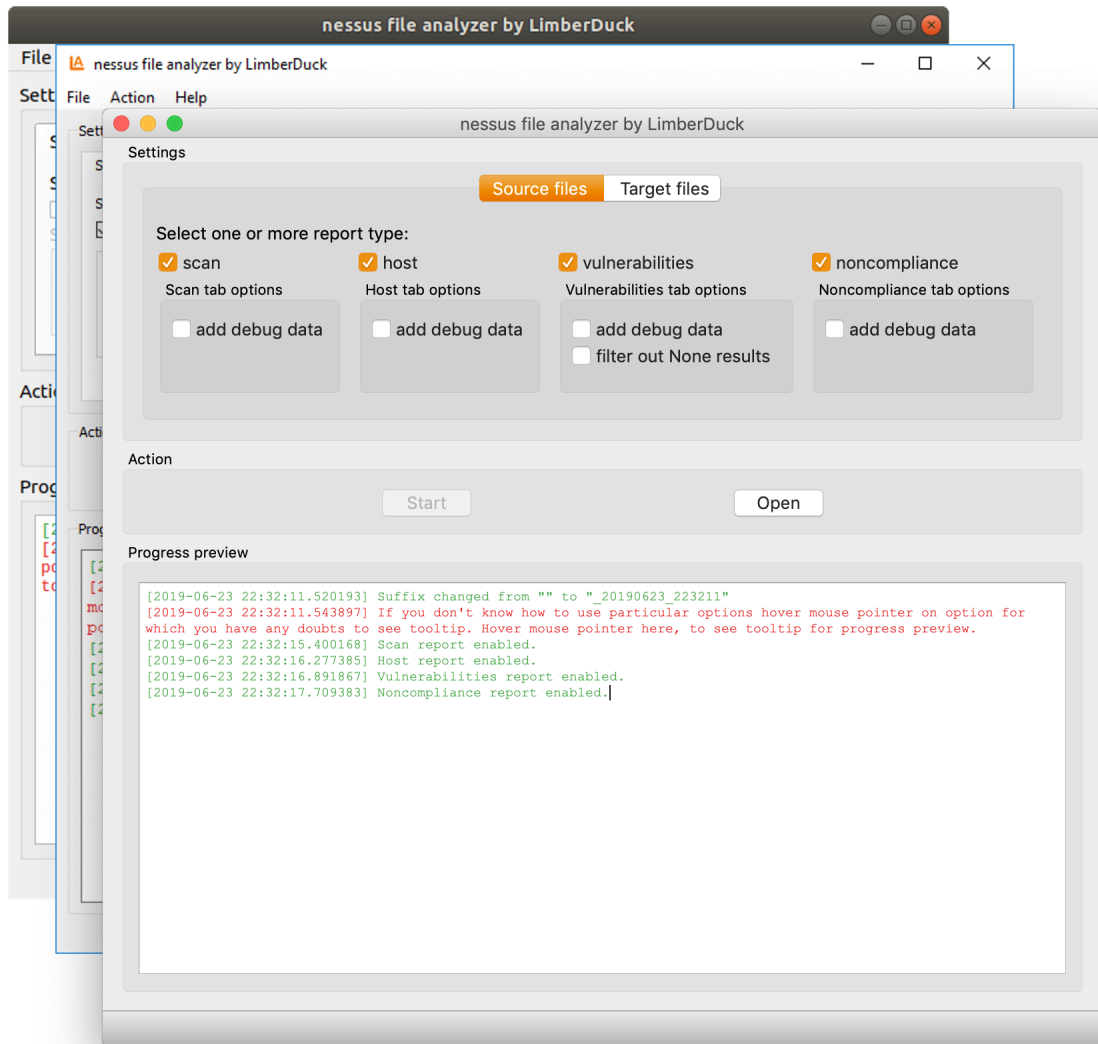 nessus file analyzer by LimberDuck
File
nessus file analyzer by LimberDuck
File Action Help
nessus file analyzer by LimberDuck
Settings
Source files Target files
Select one or more report type:
scan host vulnerabilities noncompliance
Scan tab options Host tab options Vulnerabilities tab options Noncompliance tab options
add debug data add debug data add debug data add debug data
filter out None results
Action
Start Open
Progress preview
[2019-06-23 22:32:11.520193] Suffix changed from "" to "_20190623_223211"
[2019-06-23 22:32:11.543897] If you don't know how to use particular options hover mouse pointer on option for
which you have any doubts to see tooltip. Hover mouse pointer here, to see tooltip for progress preview.
[2019-06-23 22:32:15.400168] Scan report enabled.
[2019-06-23 22:32:16.277385] Host report enabled.
[2019-06-23 22:32:16.891867] Vulnerabilities report enabled.
[2019-06-23 22:32:17.709383] Noncompliance report enabled.